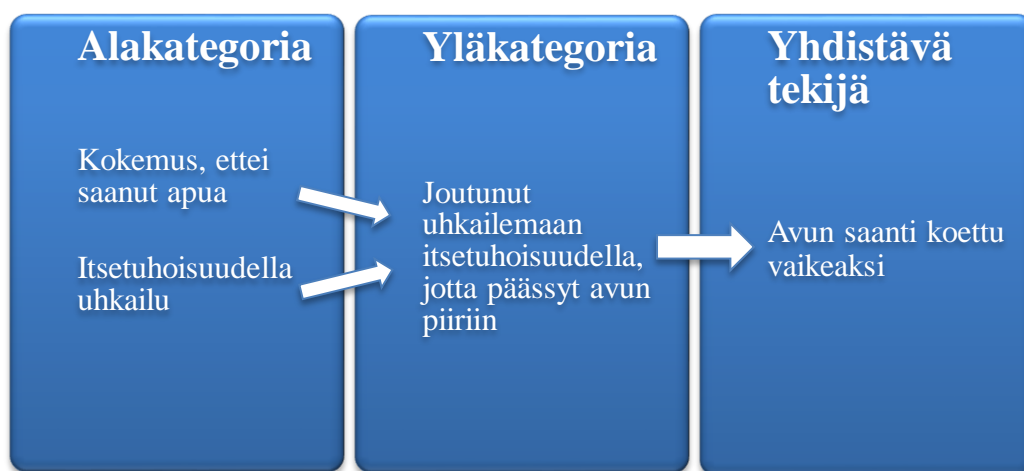 Alakategoria
Kokemus, ettei
saanut apua
Itsetuhoisuudella
uhkailu
Yläkategoria
Joutunut
uhkailemaan
itsetuhoisuudella,
jotta päässyt avun
piiriin
Yhdistävä
tekijä
Avun saanti koettu
vaikeaksi